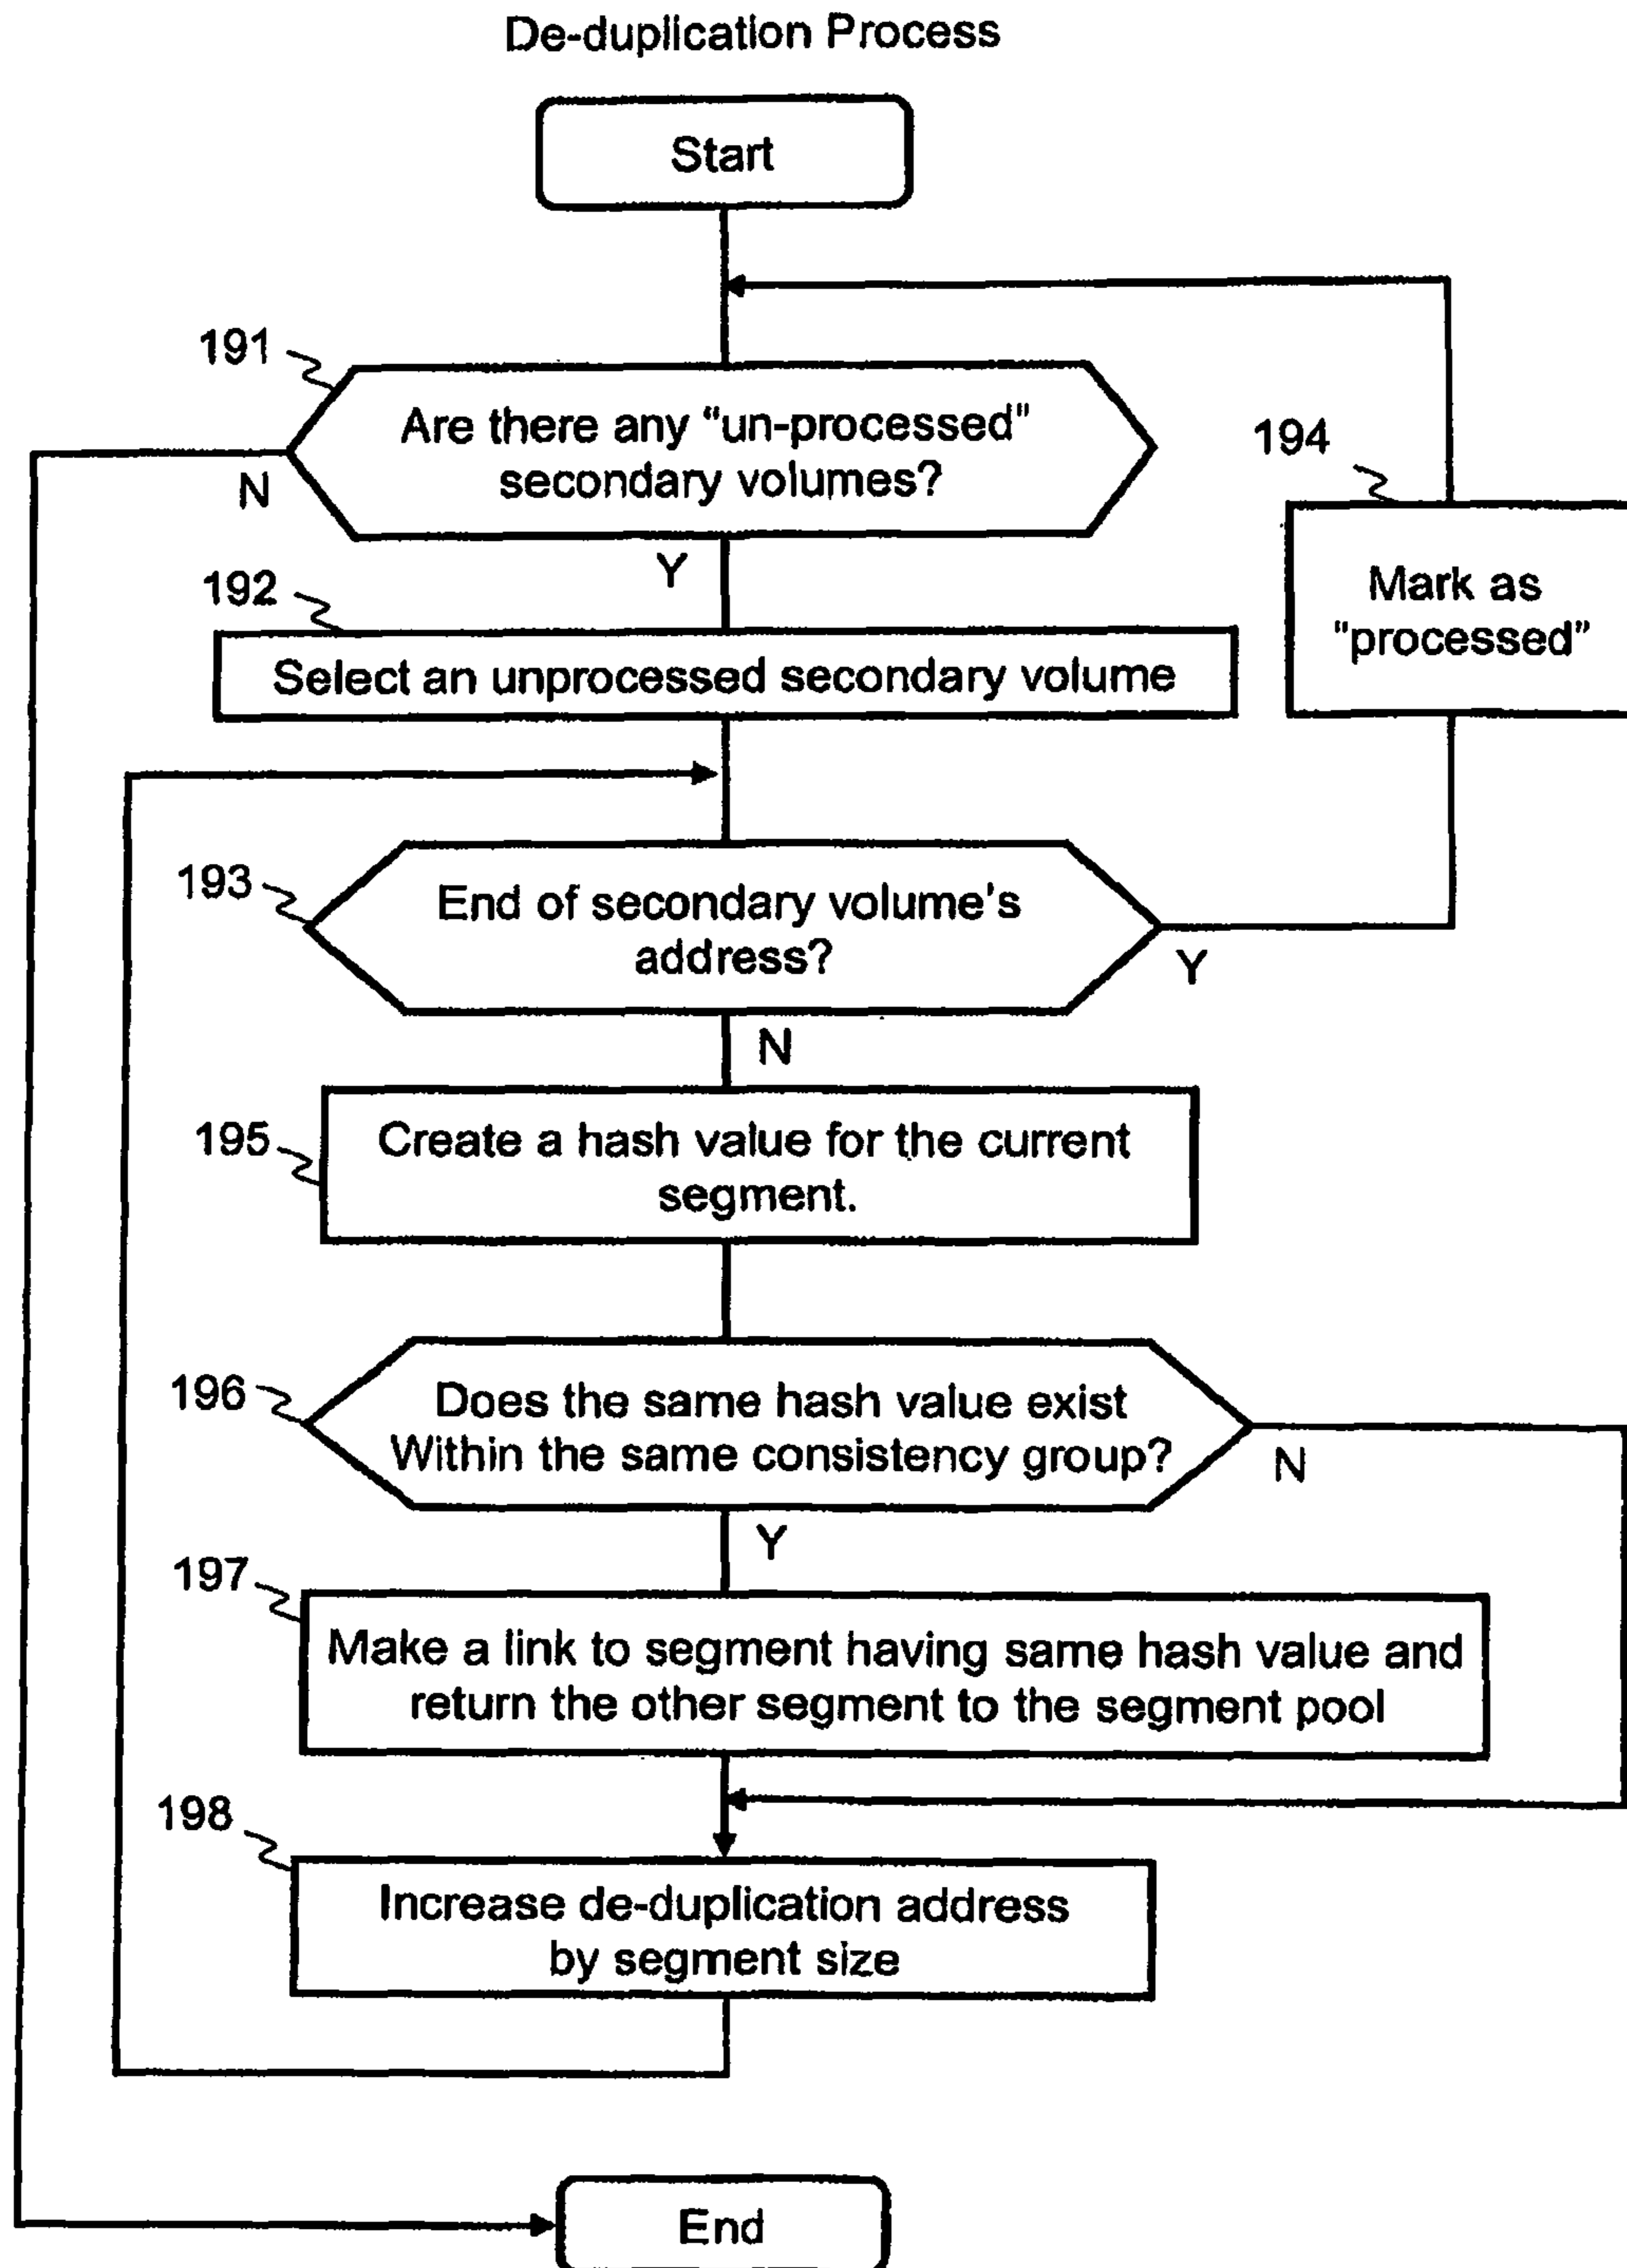 De-duplication Process
Start
191
Are there any “un-processed”
secondary volumes?
N
Y
194
Mark as
“processed”
192
Select an unprocessed secondary volume
193
End of secondary volume's
address?
Y
N
195
Create a hash value for the current
segment.
196
Does the same hash value exist
Within the same consistency group?
N
Y
197
Make a link to segment having same hash value and
return the other segment to the segment pool
198
Increase de-duplication address
by segment size
End